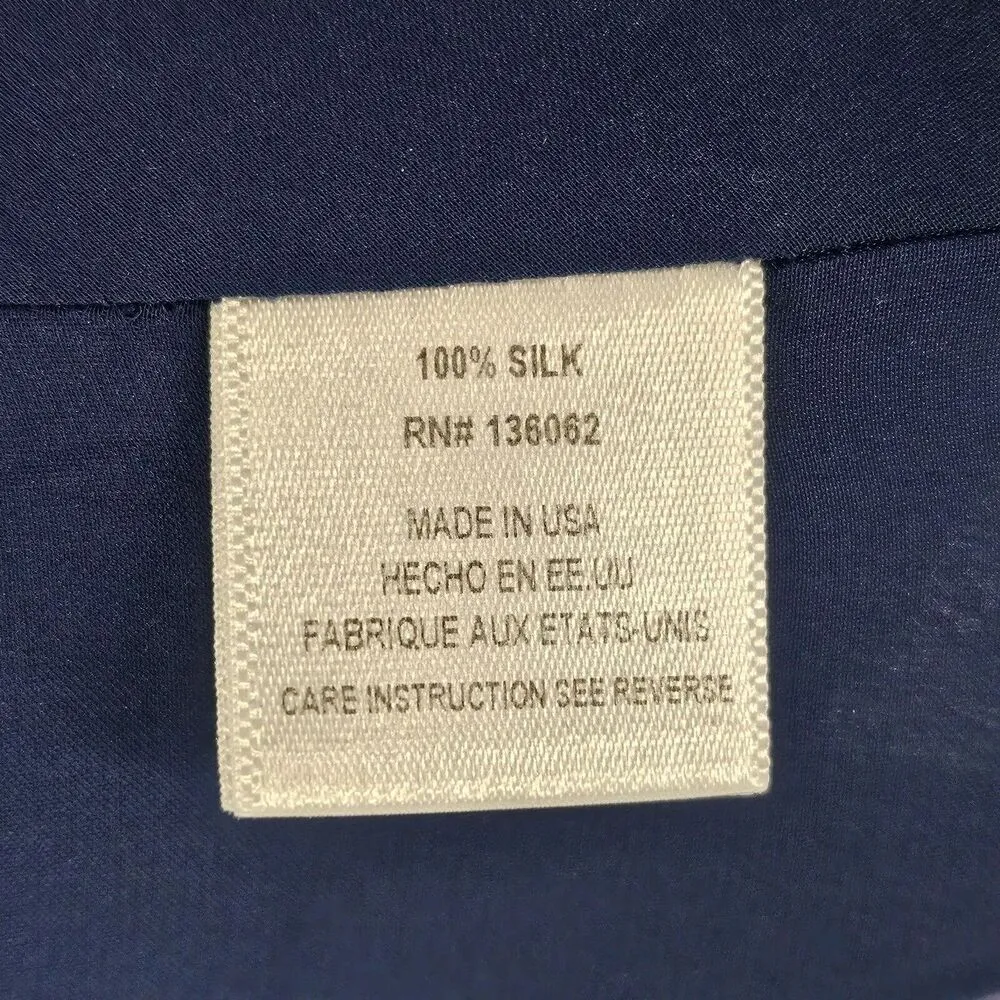 100% SILK
RN# 136062
MADE IN USA
HECHO EN EE.UU
FABRIQUE AUX ETATS-UNIS
CARE INSTRUCTION SEE REVERSE